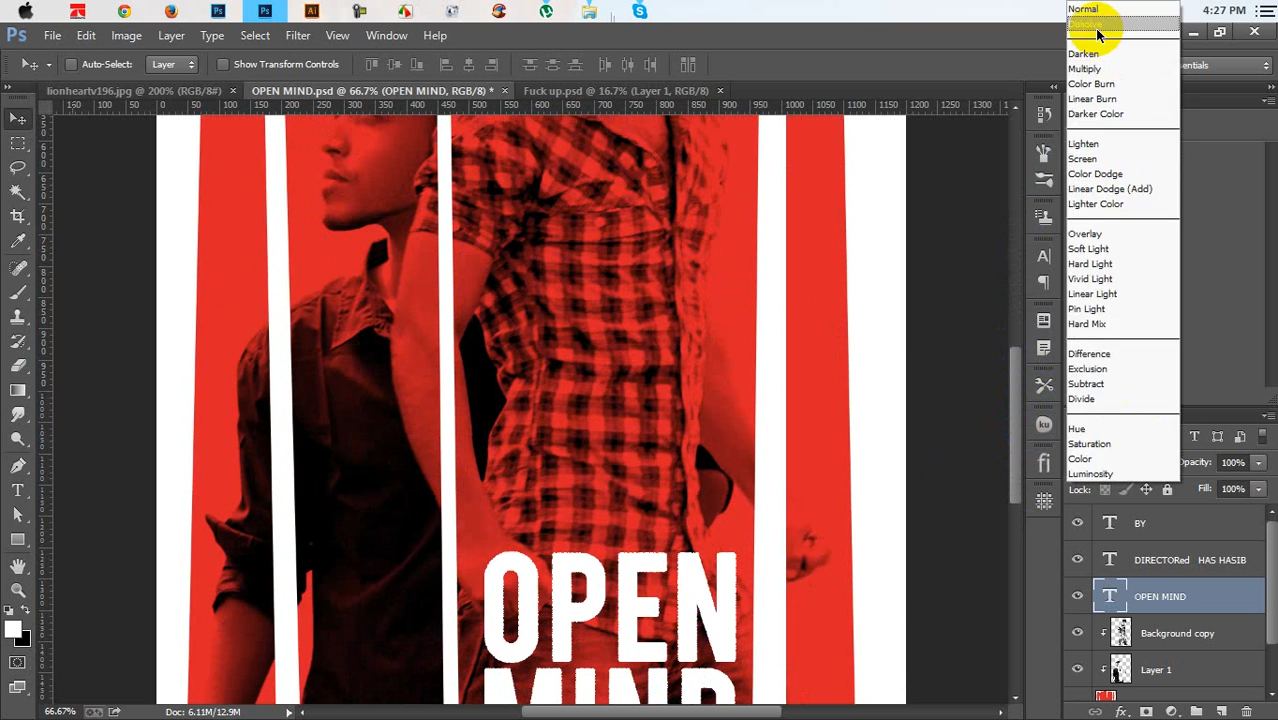 4:27 PM
Normal
Ps File Edit Image Layer Type Select Filter View Window Help
Auto-Select: Layer Show Transform Controls
Darken
Multiply
Color Burn
Linear Burn
Darker Color
Lighten
Screen
Color Dodge
Linear Dodge (Add)
Lighter Color
Overlay
Soft Light
Hard Light
Vivid Light
Linear Light
Pin Light
Hard Mix
Difference
Exclusion
Subtract
Divide
Hue
Saturation
Color
Luminosity
lionheartv196.jpg @ 200% (RGB/8#) × OPEN MIND.psd @ 66.7% (OPEN MIND, RGB/8) * × Fuck up.psd @ 16.7% (Layer 1, RGB/8) ×
150 100 50 0 50 100 150 200 250 300 350 400 450 500 550 600 650 700 750 800 850 900 950 1000 1050 1100 1150 1200 1250 1300
Opacity: 100%
Lock: Fill: 100%
T BY
T DIRECTORed HAS HASIB
T OPEN MIND
Background copy
Layer 1
OPEN
MIND
66.67% Doc: 6.11M/12.9M